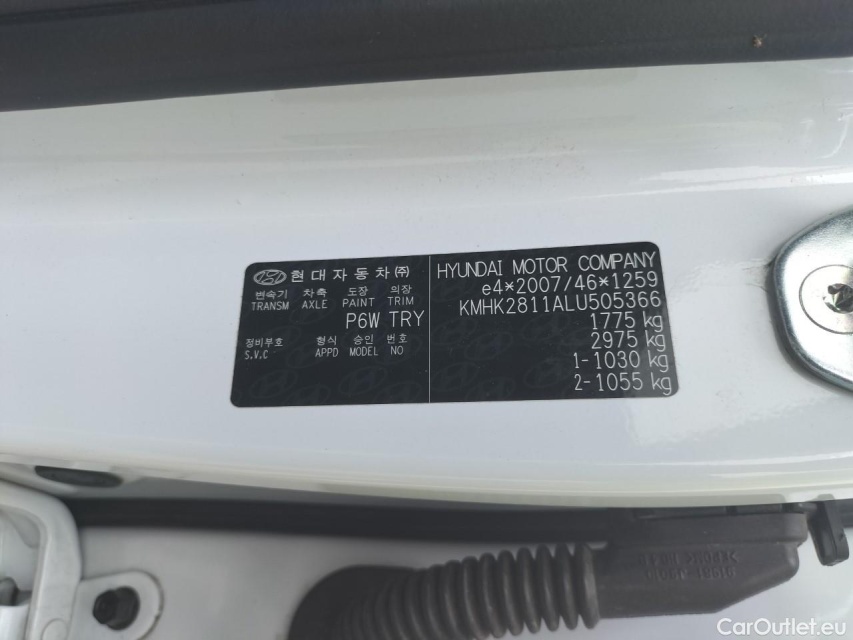 현대자동차(주)
변속기 차축 도장 의장
TRANSM AXLE PAINT TRIM
P6W TRY
정비부호 형식 승인 번호
S.V.C APPD MODEL NO
HYUNDAI MOTOR COMPANY
e4*2007/46*1259
KMHK2811ALU505366
1775 kg
2975 kg
1-1030 kg
2-1055 kg
CarOutlet.eu